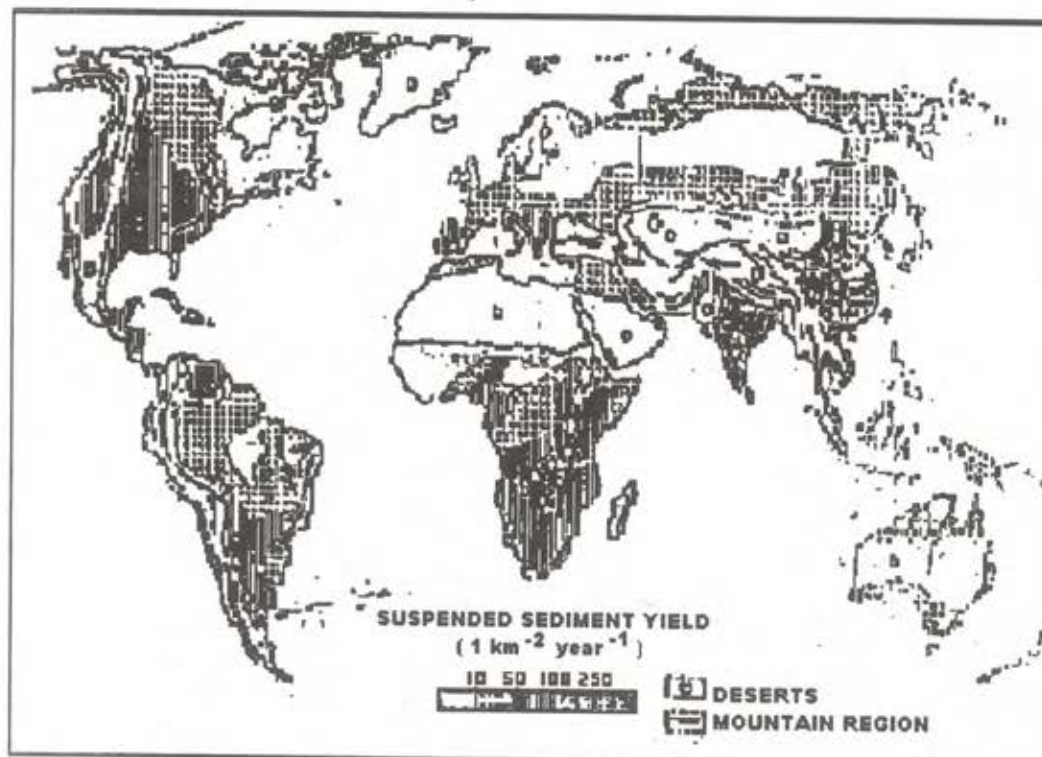 SUSPENDED SEDIMENT YIELD
( 1 km -2 year -1 )
10 50 100 250
DESERTS
MOUNTAIN REGION